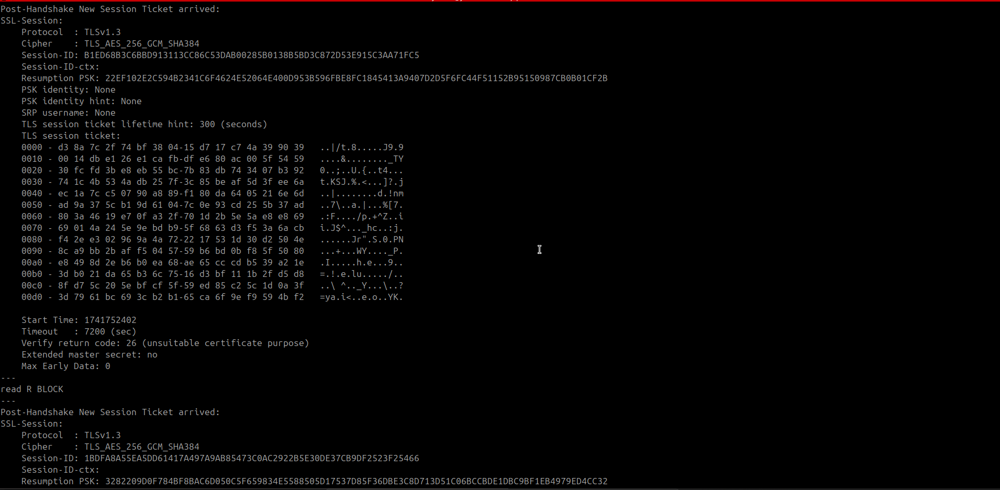 Post-Handshake New Session Ticket arrived:
SSL-Session:
    Protocol  : TLSv1.3
    Cipher    : TLS_AES_256_GCM_SHA384
    Session-ID: B1ED68B3C6BBD913113CC86C53DAB00285B0138B5BD3C872D53E915C3AA71FC5
    Session-ID-ctx:
    Resumption PSK: 22EF102E2C594B2341C6F4624E52064E400D953B596FBE8FC1845413A9407D2D5F6FC44F51152B95150987CB0B01CF2B
    PSK identity: None
    PSK identity hint: None
    SRP username: None
    TLS session ticket lifetime hint: 300 (seconds)
    TLS session ticket:
    0000 - d3 8a 7c 2f 74 bf 38 04-15 d7 17 c7 4a 39 90 39   ..|/t.8.....J9.9
    0010 - 00 14 db e1 26 e1 ca fb-df e6 80 ac 00 5f 54 59   ....&........_TY
    0020 - 30 fc fd 3b e8 eb 55 bc-7b 83 db 74 34 07 b3 92   0..;..U.{..t4...
    0030 - 74 1c 4b 53 4a db 25 7f-3c 85 be af 5d 3f ee 6a   t.KSJ.%.<...]?.j
    0040 - ec 1a 7c c5 07 90 a8 89-f1 80 da 64 05 21 6e 6d   ..|........d.!nm
    0050 - ad 9a 37 5c b1 9d 61 04-7c 0e 93 cd 25 5b 37 ad   ..7\..a.|...%[7.
    0060 - 80 3a 46 19 e7 0f a3 2f-70 1d 2b 5e 5a e8 e8 69   .:F..../p.+^Z..i
    0070 - 69 01 4a 24 5e 9e bd b9-5f 68 63 d3 f5 3a 6a cb   i.J$^..._hc..:j.
    0080 - f4 2e e3 02 96 9a 4a 72-22 17 53 1d 30 d2 50 4e   ......Jr".S.0.PN
    0090 - 8c a9 bb 2b af f5 04 57-59 b6 bd 0b f8 5f 50 80   ...+...WY...._P.
    00a0 - e8 49 8d 2e b6 b0 ea 68-ae 65 cc cd b5 39 a2 1e   .I.....h.e...9..
    00b0 - 3d b0 21 da 65 b3 6c 75-16 d3 bf 11 1b 2f d5 d8   =.!.e.lu...../..
    00c0 - 8f d7 5c 20 5e bf cf 5f-59 ed 85 c2 5c 1d 0a 3f   ..\ ^.._Y...\..?
    00d0 - 3d 79 61 bc 69 3c b2 b1-65 ca 6f 9e f9 59 4b f2   =ya.i<..e.o..YK.
    Start Time: 1741752402
    Timeout   : 7200 (sec)
    Verify return code: 26 (unsuitable certificate purpose)
    Extended master secret: no
    Max Early Data: 0
---
read R BLOCK
---
Post-Handshake New Session Ticket arrived:
SSL-Session:
    Protocol  : TLSv1.3
    Cipher    : TLS_AES_256_GCM_SHA384
    Session-ID: 1BDFA8A55EA5DD61417A497A9AB85473C0AC2922B5E30DE37CB9DF2523F25466
    Session-ID-ctx:
    Resumption PSK: 3282209D0F784BF8BAC6D050C5F659834E5588505D17537D85F36DBE3C8D713D51C06BCCBDE1DBC9BF1EB4979ED4CC32